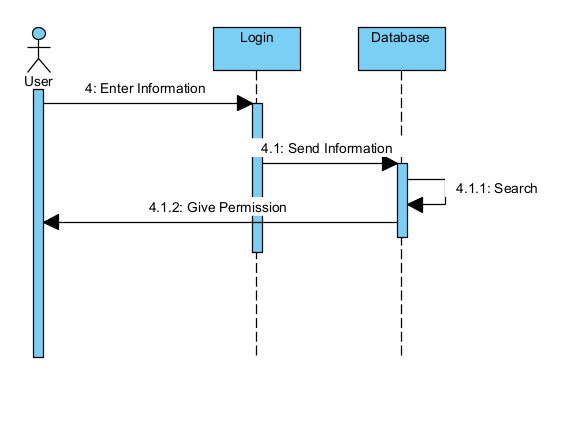 Login
Database
User
4: Enter Information
4.1: Send Information
4.1.1: Search
4.1.2: Give Permission